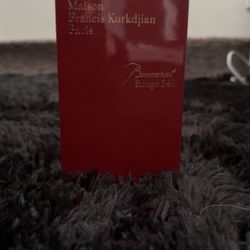 Maison
Francis Kurkdjian
Paris
Baccarat
Rouge 540